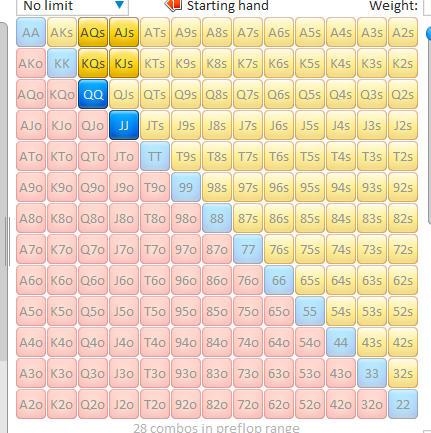 No limit Starting hand Weight:
AA AKs AQs AJs ATs A9s A8s A7s A6s A5s A4s A3s A2s
AKo KK KQs KJs KTs K9s K8s K7s K6s K5s K4s K3s K2s
AQo KQo QQ QJs QTs Q9s Q8s Q7s Q6s Q5s Q4s Q3s Q2s
AJo KJo QJo JJ JTs J9s J8s J7s J6s J5s J4s J3s J2s
ATo KTo QTo JTo TT T9s T8s T7s T6s T5s T4s T3s T2s
A9o K9o Q9o J9o T9o 99 98s 97s 96s 95s 94s 93s 92s
A8o K8o Q8o J8o T8o 98o 88 87s 86s 85s 84s 83s 82s
A7o K7o Q7o J7o T7o 97o 87o 77 76s 75s 74s 73s 72s
A6o K6o Q6o J6o T6o 96o 86o 76o 66 65s 64s 63s 62s
A5o K5o Q5o J5o T5o 95o 85o 75o 65o 55 54s 53s 52s
A4o K4o Q4o J4o T4o 94o 84o 74o 64o 54o 44 43s 42s
A3o K3o Q3o J3o T3o 93o 83o 73o 63o 53o 43o 33 32s
A2o K2o Q2o J2o T2o 92o 82o 72o 62o 52o 42o 32o 22
28 combos in preflop range